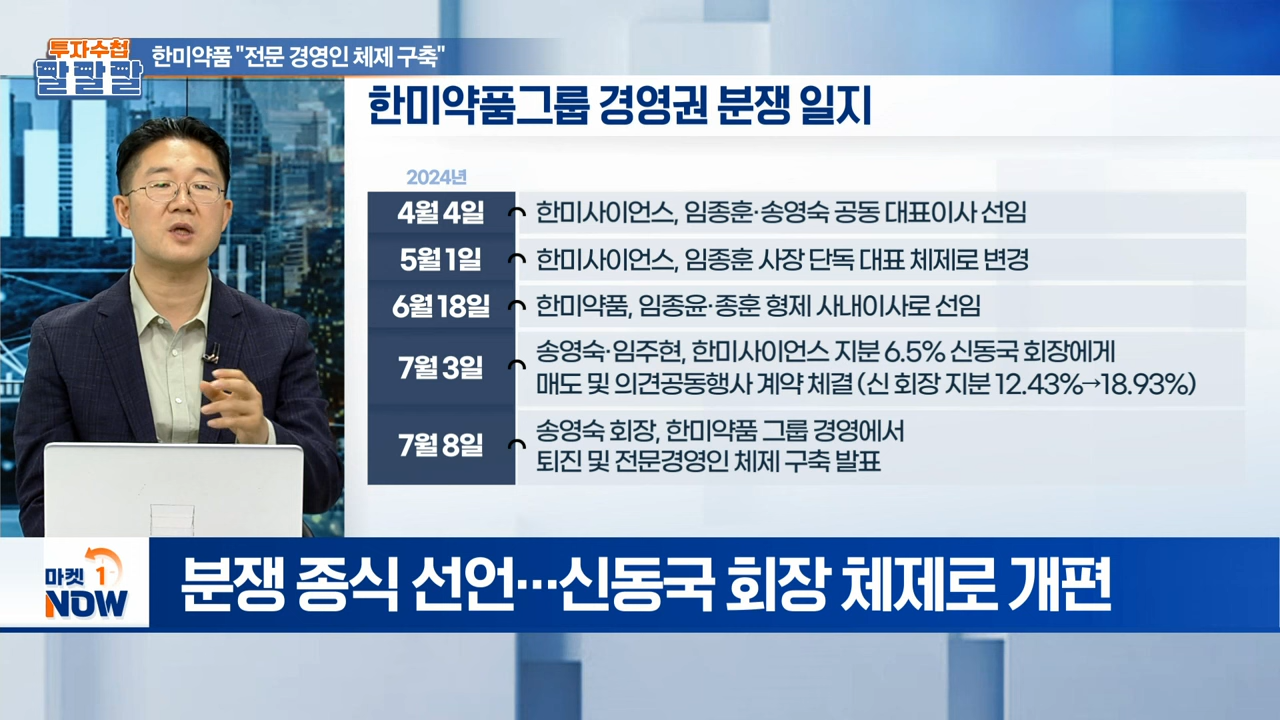 투자수첩
팔팔팔
한미약품 "전문 경영인 체제 구축"
한미약품그룹 경영권 분쟁 일지
2024년
4월 4일 한미사이언스, 임종훈·송영숙 공동 대표이사 선임
5월 1일 한미사이언스, 임종훈 사장 단독 대표 체제로 변경
6월 18일 한미약품, 임종윤·종훈 형제 사내이사로 선임
7월 3일 송영숙·임주현, 한미사이언스 지분 6.5% 신동국 회장에게
매도 및 의견공동행사 계약 체결 (신 회장 지분 12.43%→18.93%)
7월 8일 송영숙 회장, 한미약품 그룹 경영에서
퇴진 및 전문경영인 체제 구축 발표
마켓 1
NOW
분쟁 종식 선언…신동국 회장 체제로 개편